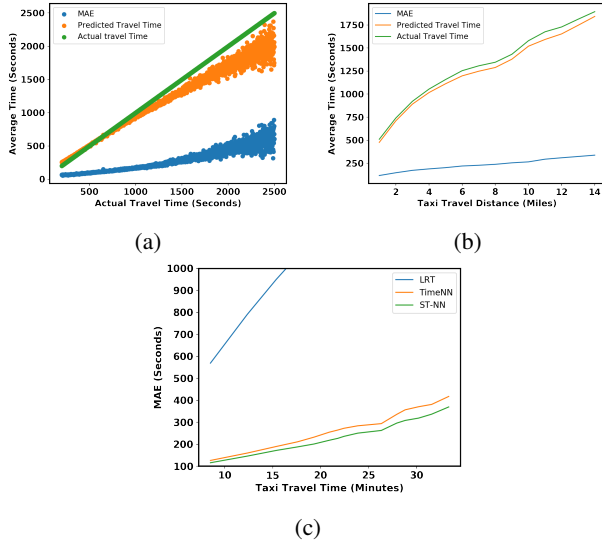 MAE
Predicted Travel Time
Actual travel Time
2500
2000
1500
1000
500
0
Average Time (Seconds)
500 1000 1500 2000 2500
Actual Travel Time (Seconds)
(a)
MAE
Predicted Travel Time
Actual Travel Time
1750
1500
1250
1000
750
500
250
Average Time (Seconds)
2 4 6 8 10 12 14
Taxi Travel Distance (Miles)
(b)
LRT
TimeNN
ST-NN
1000
900
800
700
600
500
400
300
200
100
MAE (Seconds)
10 15 20 25 30
Taxi Travel Time (Minutes)
(c)